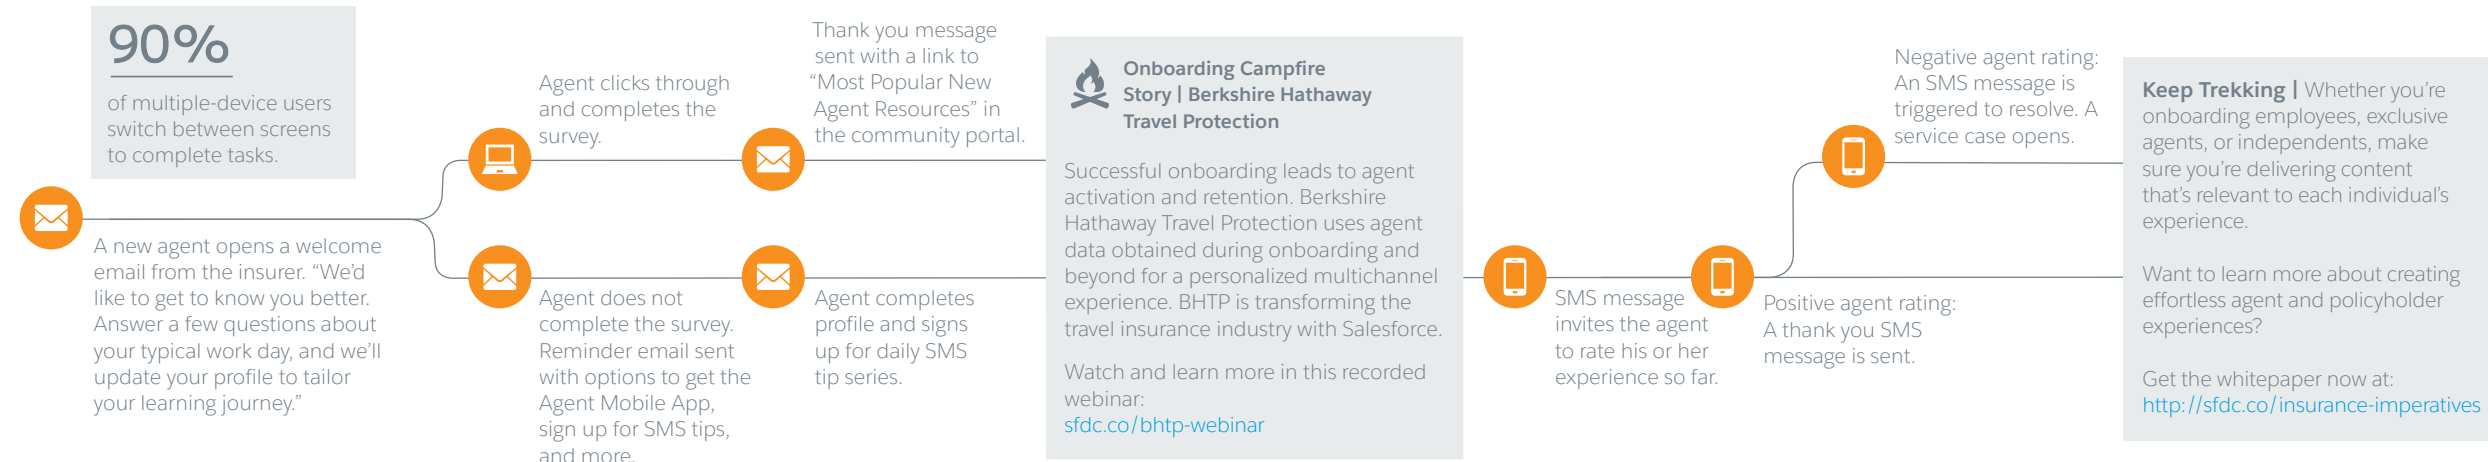 90%
of multiple-device users
switch between screens
to complete tasks.
A new agent opens a welcome
email from the insurer. “We’d
like to get to know you better.
Answer a few questions about
your typical work day, and we’ll
update your profile to tailor
your learning journey.”
Agent clicks through
and completes the
survey.
Thank you message
sent with a link to
“Most Popular New
Agent Resources” in
the community portal.
Agent does not
complete the survey.
Reminder email sent
with options to get the
Agent Mobile App,
sign up for SMS tips,
and more.
Agent completes
profile and signs
up for daily SMS
tip series.
Onboarding Campfire
Story | Berkshire Hathaway
Travel Protection
Successful onboarding leads to agent
activation and retention. Berkshire
Hathaway Travel Protection uses agent
data obtained during onboarding and
beyond for a personalized multichannel
experience. BHTP is transforming the
travel insurance industry with Salesforce.
Watch and learn more in this recorded
webinar:
sfdc.co/bhtp-webinar
SMS message
invites the agent
to rate his or her
experience so far.
Negative agent rating:
An SMS message is
triggered to resolve. A
service case opens.
Positive agent rating:
A thank you SMS
message is sent.
Keep Trekking | Whether you’re
onboarding employees, exclusive
agents, or independents, make
sure you’re delivering content
that’s relevant to each individual’s
experience.
Want to learn more about creating
effortless agent and policyholder
experiences?
Get the whitepaper now at:
http://sfdc.co/insurance-imperatives